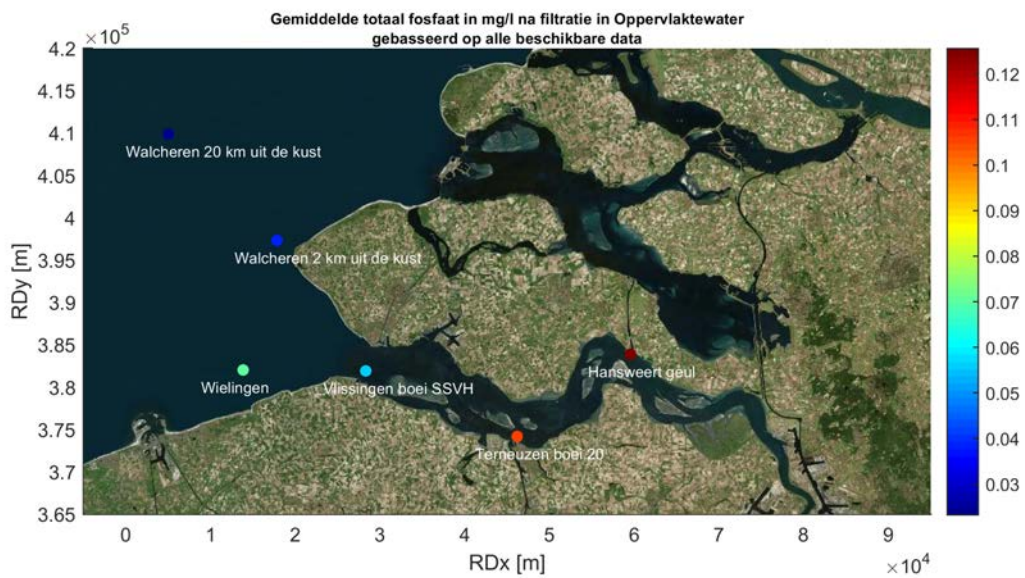 Gemiddelde totaal fosfaat in mg/l na filtratie in Oppervlaktewater
gebasseerd op alle beschikbare data
×10⁵
4.2
4.15
4.1
4.05
4
3.95
3.9
3.85
3.8
3.75
3.7
3.65
RDy [m]
Walcheren 20 km uit de kust
Walcheren 2 km uit de kust
Wielingen
Vlissingen boei SSVH
Hansweert geul
Terneuzen boei 20
0 1 2 3 4 5 6 7 8 9
×10⁴
RDx [m]
0.12
0.11
0.1
0.09
0.08
0.07
0.06
0.05
0.04
0.03